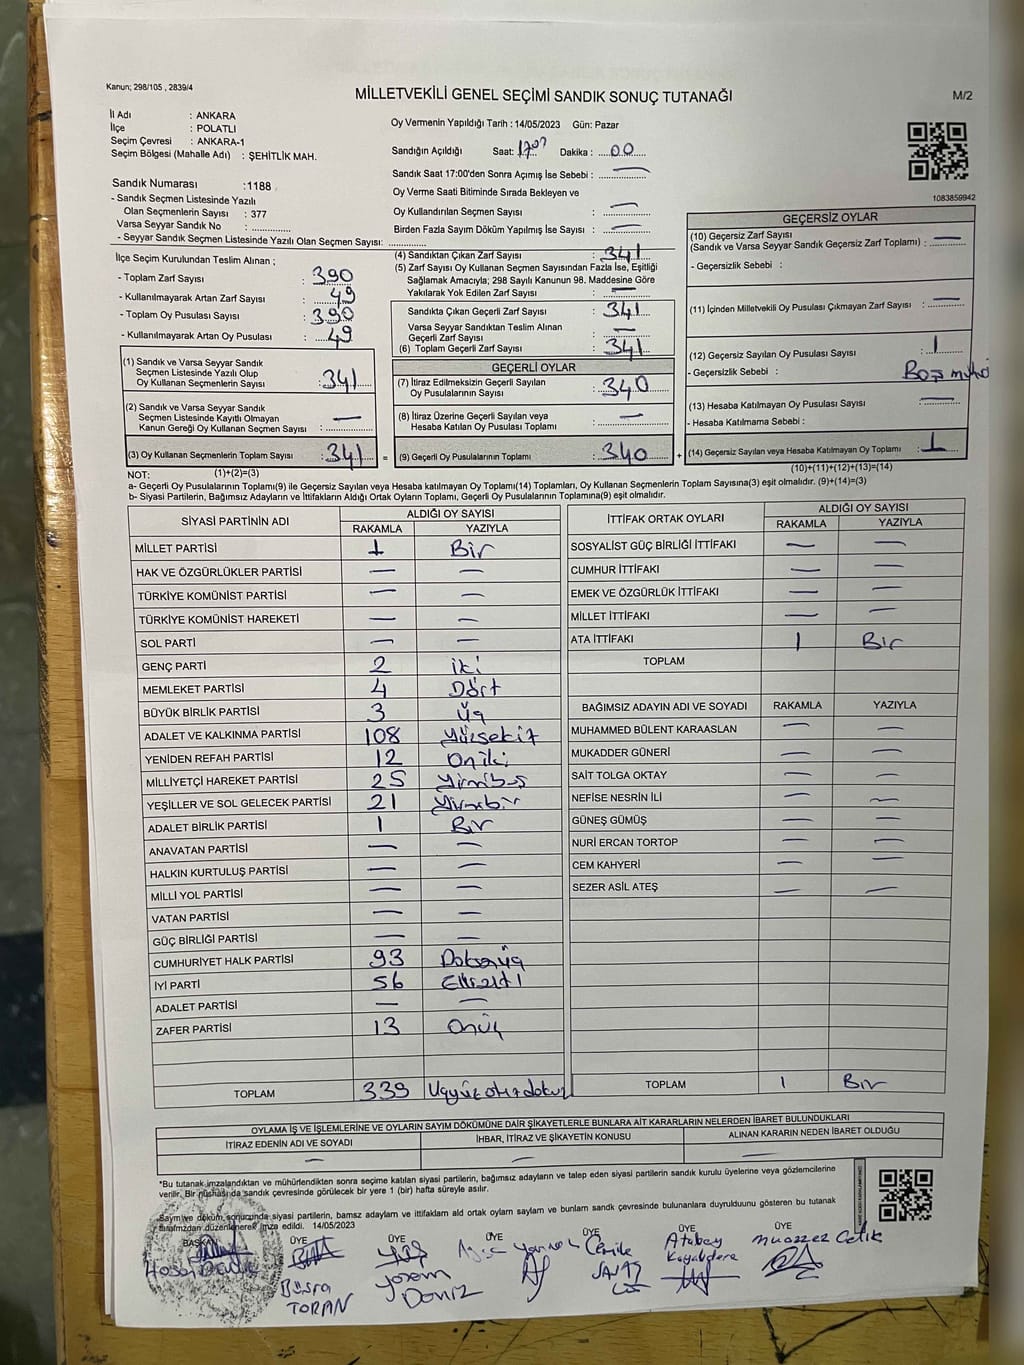 Kanun; 298/105 , 2839/4
MİLLETVEKİLİ GENEL SEÇİMİ SANDIK SONUÇ TUTANAĞI
M/2
İl Adı : ANKARA
İlçe : POLATLI
Seçim Çevresi : ANKARA-1
Seçim Bölgesi (Mahalle Adı) : ŞEHİTLİK MAH.
Oy Vermenin Yapıldığı Tarih : 14/05/2023 Gün: Pazar
Sandığın Açıldığı Saat: 17 00 Dakika : 00
Sandık Saat 17:00'den Sonra Açımış İse Sebebi : —
Oy Verme Saati Bitiminde Sırada Bekleyen ve
Oy Kullandırılan Seçmen Sayısı : —
Birden Fazla Sayım Döküm Yapılmış İse Sayısı : —
Sandık Numarası : 1188
- Sandık Seçmen Listesinde Yazılı
Olan Seçmenlerin Sayısı : 377
Varsa Seyyar Sandık No :
- Seyyar Sandık Seçmen Listesinde Yazılı Olan Seçmen Sayısı:
İlçe Seçim Kurulundan Teslim Alınan ;
- Toplam Zarf Sayısı : 390
- Kullanılmayarak Artan Zarf Sayısı : 49
- Toplam Oy Pusulası Sayısı : 390
- Kullanılmayarak Artan Oy Pusulası : 49
(1) Sandık ve Varsa Seyyar Sandık
Seçmen Listesinde Yazılı Olup
Oy Kullanan Seçmenlerin Sayısı : 341
(2) Sandık ve Varsa Seyyar Sandık
Seçmen Listesinde Kayıtlı Olmayan
Kanun Gereği Oy Kullanan Seçmen Sayısı : —
(3) Oy Kullanan Seçmenlerin Toplam Sayısı : 341 =
(1)+(2)=(3)
(4) Sandıktan Çıkan Zarf Sayısı : 341
(5) Zarf Sayısı Oy Kullanan Seçmen Sayısından Fazla İse, Eşitliği
Sağlamak Amacıyla; 298 Sayılı Kanunun 98. Maddesine Göre
Yakılarak Yok Edilen Zarf Sayısı : —
Sandıkta Çıkan Geçerli Zarf Sayısı : 341
Varsa Seyyar Sandıktan Teslim Alınan
Geçerli Zarf Sayısı : —
(6) Toplam Geçerli Zarf Sayısı : 341
GEÇERLİ OYLAR
(7) İtiraz Edilmeksizin Geçerli Sayılan
Oy Pusulalarının Sayısı : 340
(8) İtiraz Üzerine Geçerli Sayılan veya
Hesaba Katılan Oy Pusulası Toplamı : —
(9) Geçerli Oy Pusulalarının Toplamı : 340 +
1083859942
GEÇERSİZ OYLAR
(10) Geçersiz Zarf Sayısı
(Sandık ve Varsa Seyyar Sandık Geçersiz Zarf Toplamı) : —
- Geçersizlik Sebebi :
(11) İçinden Milletvekili Oy Pusulası Çıkmayan Zarf Sayısı : —
(12) Geçersiz Sayılan Oy Pusulası Sayısı : 1
- Geçersizlik Sebebi : Boş mühü
(13) Hesaba Katılmayan Oy Pusulası Sayısı : —
- Hesaba Katılmama Sebebi :
(14) Geçersiz Sayılan veya Hesaba Katılmayan Oy Toplamı : 1
(10)+(11)+(12)+(13)=(14)
NOT:
a- Geçerli Oy Pusulalarının Toplamı(9) ile Geçersiz Sayılan veya Hesaba katılmayan Oy Toplamı(14) Toplamları, Oy Kullanan Seçmenlerin Toplam Sayısına(3) eşit olmalıdır. (9)+(14)=(3)
b- Siyasi Partilerin, Bağımsız Adayların ve İttifakların Aldığı Ortak Oyların Toplamı, Geçerli Oy Pusulalarının Toplamına(9) eşit olmalıdır.
SİYASİ PARTİNİN ADI ALDIĞI OY SAYISI
RAKAMLA YAZIYLA
MİLLET PARTİSİ 1 Bir
HAK VE ÖZGÜRLÜKLER PARTİSİ — —
TÜRKİYE KOMÜNİST PARTİSİ — —
TÜRKİYE KOMÜNİST HAREKETİ — —
SOL PARTİ — —
GENÇ PARTİ 2 iki
MEMLEKET PARTİSİ 4 Dört
BÜYÜK BİRLİK PARTİSİ 3 Üç
ADALET VE KALKINMA PARTİSİ 108 Yüzsekiz
YENİDEN REFAH PARTİSİ 12 Oniki
MİLLİYETÇİ HAREKET PARTİSİ 25 Yirmibeş
YEŞİLLER VE SOL GELECEK PARTİSİ 21 Yirmibir
ADALET BİRLİK PARTİSİ 1 Bir
ANAVATAN PARTİSİ — —
HALKIN KURTULUŞ PARTİSİ — —
MİLLİ YOL PARTİSİ — —
VATAN PARTİSİ — —
GÜÇ BİRLİĞİ PARTİSİ — —
CUMHURİYET HALK PARTİSİ 93 Doksanüç
İYİ PARTİ 56 Ellialtı
ADALET PARTİSİ — —
ZAFER PARTİSİ 13 Onüç
TOPLAM 339 Üçyüzotuzdokuz
İTTİFAK ORTAK OYLARI ALDIĞI OY SAYISI
RAKAMLA YAZIYLA
SOSYALİST GÜÇ BİRLİĞİ İTTİFAKI — —
CUMHUR İTTİFAKI — —
EMEK VE ÖZGÜRLÜK İTTİFAKI — —
MİLLET İTTİFAKI — —
ATA İTTİFAKI 1 Bir
TOPLAM
BAĞIMSIZ ADAYIN ADI VE SOYADI RAKAMLA YAZIYLA
MUHAMMED BÜLENT KARAASLAN — —
MUKADDER GÜNERİ — —
SAİT TOLGA OKTAY — —
NEFİSE NESRİN İLİ — —
GÜNEŞ GÜMÜŞ — —
NURİ ERCAN TORTOP — —
CEM KAHYERİ — —
SEZER ASİL ATEŞ — —
TOPLAM 1 Bir
OYLAMA İŞ VE İŞLEMLERİNE VE OYLARIN SAYIM DÖKÜMÜNE DAİR ŞİKAYETLERLE BUNLARA AİT KARARLARIN NELERDEN İBARET BULUNDUKLARI
İTİRAZ EDENİN ADI VE SOYADI İHBAR, İTİRAZ VE ŞİKAYETİN KONUSU ALINAN KARARIN NEDEN İBARET OLDUĞU
— — —
*Bu tutanak imzalandıktan ve mühürlendikten sonra seçime katılan siyasi partilerin, bağımsız adayların ve talep eden siyasi partilerin sandık kurulu üyelerine veya gözlemcilerine
verilir. Bir nüshası da sandık çevresinde görülecek bir yere 1 (bir) hafta süreyle asılır.
Sayım ve döküm sonucunda siyasi partilerin, bamsz adaylarn ve ittifaklarn ald ortak oylarn saylarn ve bunlarn sandk çevresinde bulunanlara duyrulduunu gösteren bu tutanak
tarafmzdan düzenlenerek imza edildi. 14/05/2023
BAŞKAN ÜYE ÜYE ÜYE ÜYE ÜYE ÜYE
Büsra TORAN
Deniz
Cemile SAVAŞ
Atabey Kayabdere
Muazzez Çelik